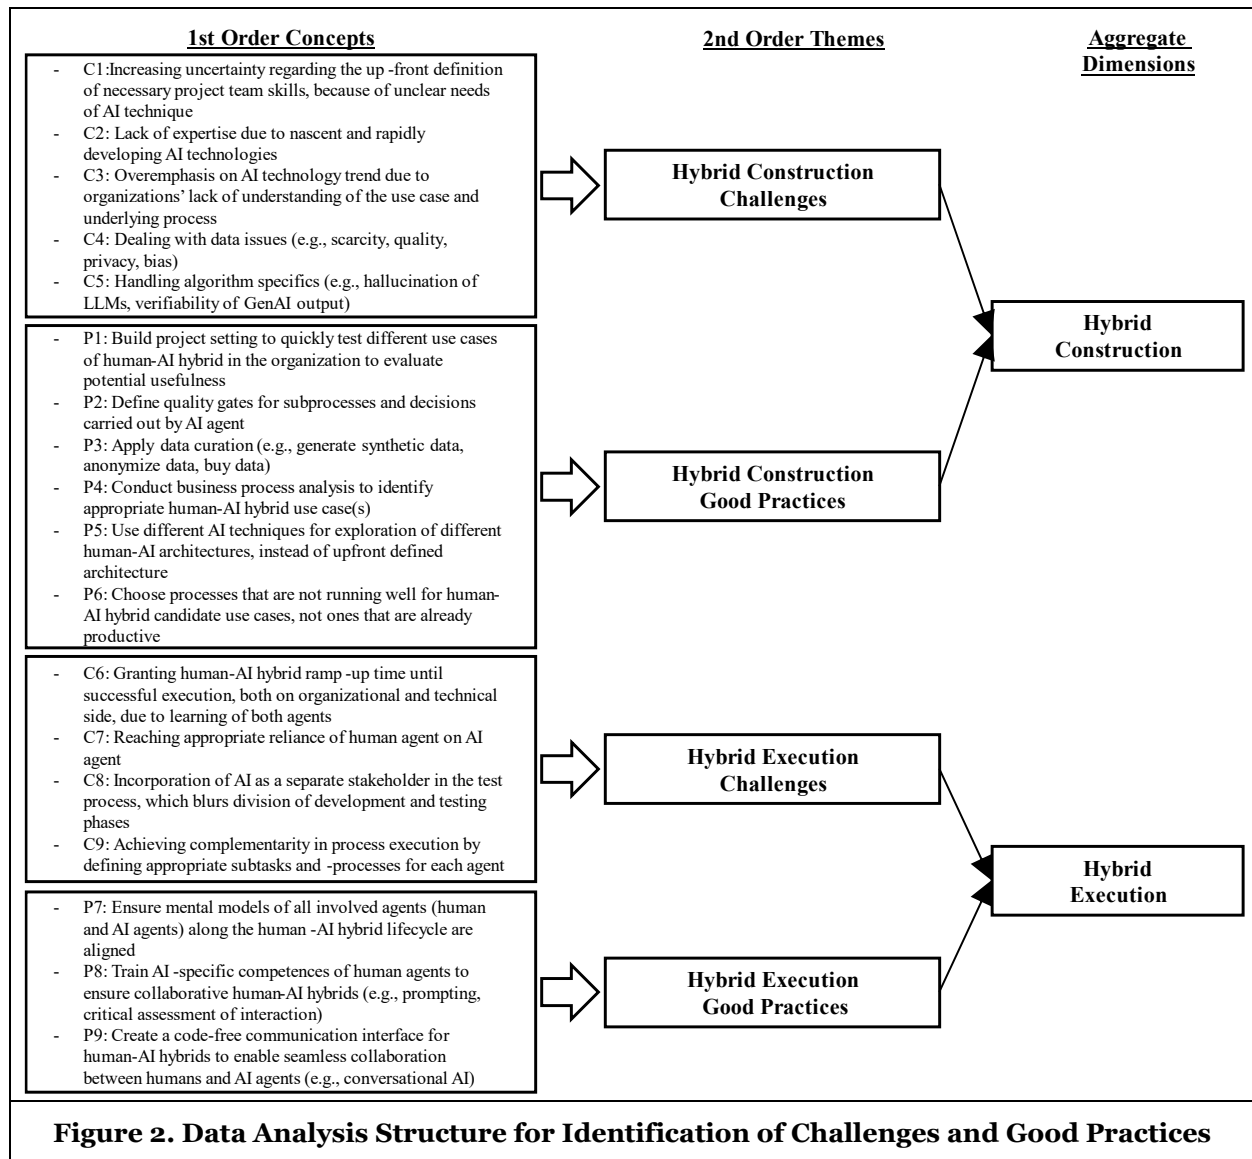 1st Order Concepts
2nd Order Themes
Aggregate
Dimensions
- C1:Increasing uncertainty regarding the up -front definition
of necessary project team skills, because of unclear needs
of AI technique
- C2: Lack of expertise due to nascent and rapidly
developing AI technologies
- C3: Overemphasis on AI technology trend due to
organizations’ lack of understanding of the use case and
underlying process
- C4: Dealing with data issues (e.g., scarcity, quality,
privacy, bias)
- C5: Handling algorithm specifics (e.g., hallucination of
LLMs, verifiability of GenAI output)
Hybrid Construction
Challenges
- P1: Build project setting to quickly test different use cases
of human-AI hybrid in the organization to evaluate
potential usefulness
- P2: Define quality gates for subprocesses and decisions
carried out by AI agent
- P3: Apply data curation (e.g., generate synthetic data,
anonymize data, buy data)
- P4: Conduct business process analysis to identify
appropriate human-AI hybrid use case(s)
- P5: Use different AI techniques for exploration of different
human-AI architectures, instead of upfront defined
architecture
- P6: Choose processes that are not running well for human-
AI hybrid candidate use cases, not ones that are already
productive
Hybrid Construction
Good Practices
Hybrid
Construction
- C6: Granting human-AI hybrid ramp -up time until
successful execution, both on organizational and technical
side, due to learning of both agents
- C7: Reaching appropriate reliance of human agent on AI
agent
- C8: Incorporation of AI as a separate stakeholder in the test
process, which blurs division of development and testing
phases
- C9: Achieving complementarity in process execution by
defining appropriate subtasks and -processes for each agent
Hybrid Execution
Challenges
- P7: Ensure mental models of all involved agents (human
and AI agents) along the human -AI hybrid lifecycle are
aligned
- P8: Train AI -specific competences of human agents to
ensure collaborative human-AI hybrids (e.g., prompting,
critical assessment of interaction)
- P9: Create a code-free communication interface for
human-AI hybrids to enable seamless collaboration
between humans and AI agents (e.g., conversational AI)
Hybrid Execution
Good Practices
Hybrid
Execution
Figure 2. Data Analysis Structure for Identification of Challenges and Good Practices